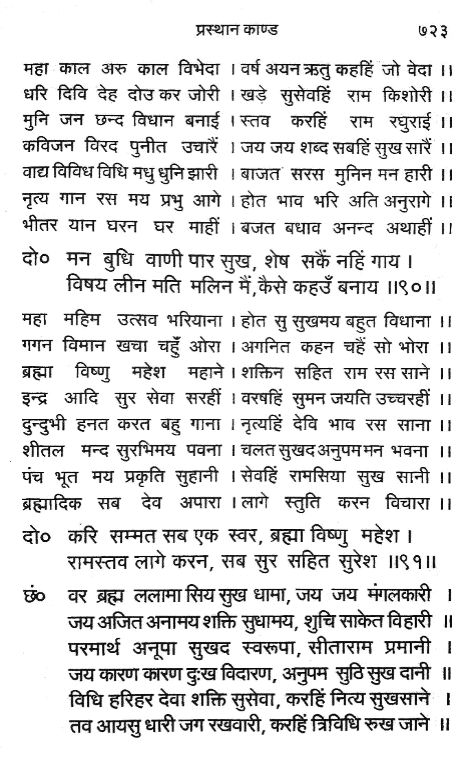 प्रस्थान काण्ड ७२३
महा काल अरु काल विभेदा । वर्ष अयन ऋतु कहहिं जो वेदा ।।
धरि दिवि देह दोउ कर जोरी । खड़े सुसेवहिं राम किशोरी ।।
मुनि जन छन्द विधान बनाई । स्तव करहिं राम रघुराई ।।
कविजन विरद पुनीत उचारैं । जय जय शब्द सबहिं सुख सारैं ।।
वाद्य विविध विधि मधु धुनि झारी । बाजत सरस मुनिन मन हारी ।।
नृत्य गान रस मय प्रभु आगे । होत भाव भरि अति अनुरागे ।।
भीतर यान घरन घर माहीं । बजत बधाव अनन्द अथाहीं ।।
दो० मन बुधि वाणी पार सुख, शेष सकैं नहिं गाय ।
विषय लीन मति मलिन मैं, कैसे कहउँ बनाय ।।९०।।
महा महिम उत्सव भरियाना । होत सु सुखमय बहुत विधाना ।।
गगन विमान खचा चहुँ ओरा । अगनित कहन चहैं सो भोरा ।।
ब्रह्मा विष्णु महेश महाने । शक्तिन सहित राम रस साने ।।
इन्द्र आदि सुर सेवा सरहीं । वरषहिं सुमन जयति उच्चरहीं ।।
दुन्दुभी हनत करत बहु गाना । नृत्यहिं देवि भाव रस साना ।।
शीतल मन्द सुरभिमय पवना । चलत सुखद अनुपम मन भवना ।।
पंच भूत मय प्रकृति सुहानी । सेवहिं रामसिया सुख सानी ।।
ब्रह्मादिक सब देव अपारा । लागे स्तुति करन विचारा ।।
दो० करि सम्मत सब एक स्वर, ब्रह्मा विष्णु महेश ।
रामस्तव लागे करन, सब सुर सहित सुरेश ।।९१।।
छं० वर ब्रह्म ललामा सिय सुख धामा, जय जय मंगलकारी ।
जय अजित अनामय शक्ति सुधामय, शुचि साकेत विहारी ।।
परमार्थ अनूपा सुखद स्वरूपा, सीताराम प्रमानी ।
जय कारण कारण दुःख विदारण, अनुपम सुठि सुख दानी ।।
विधि हरिहर देवा शक्ति सुसेवा, करहिं नित्य सुखसाने ।
तव आयसु धारी जग रखवारी, करहिं त्रिविधि रुख जाने ।।